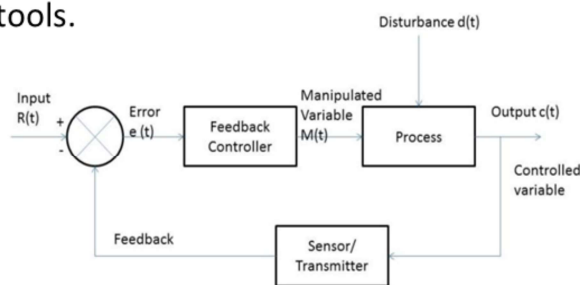 tools.
Disturbance d(t)
Input
R(t)
+
-
Error
e (t)
Feedback
Controller
Manipulated
Variable
M(t)
Process
Output c(t)
Controlled
variable
Feedback
Sensor/
Transmitter